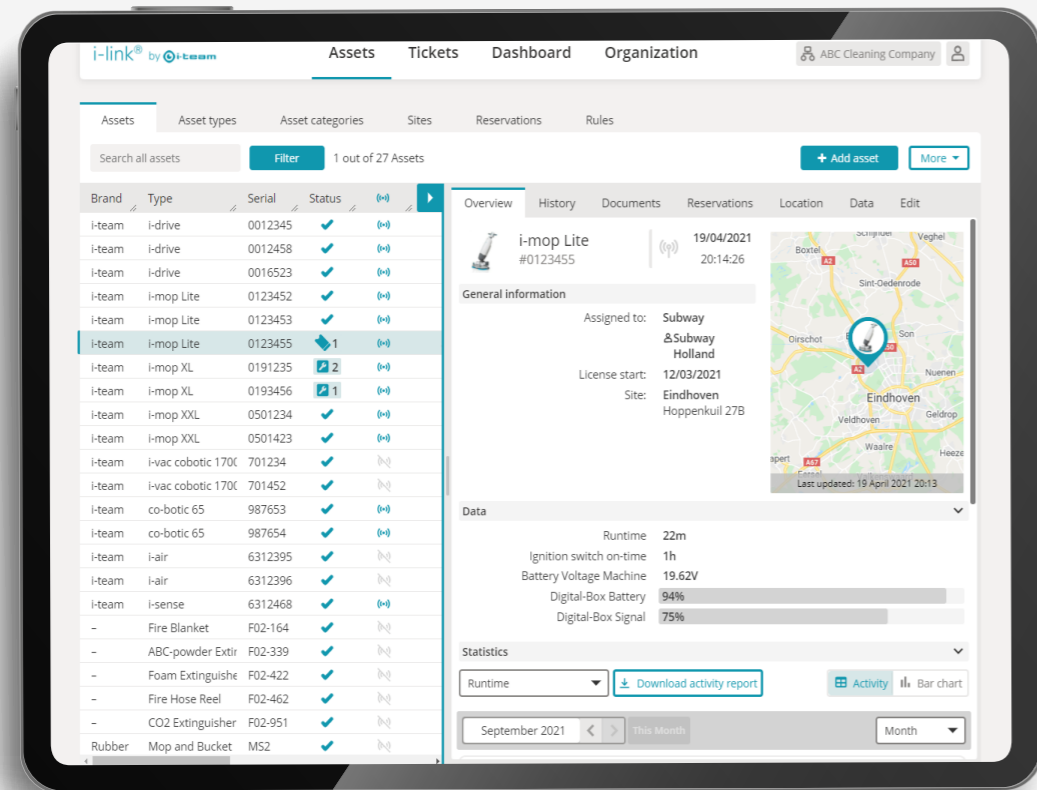 i-link® by i-team
Assets Tickets Dashboard Organization
ABC Cleaning Company
Assets Asset types Asset categories Sites Reservations Rules
Search all assets Filter 1 out of 27 Assets + Add asset More
Brand Type Serial Status
i-team i-drive 0012345
i-team i-drive 0012458
i-team i-drive 0016523
i-team i-mop Lite 0123452
i-team i-mop Lite 0123453
i-team i-mop Lite 0123455 1
i-team i-mop XL 0191235 2
i-team i-mop XL 0193456 1
i-team i-mop XXL 0501234
i-team i-mop XXL 0501423
i-team i-vac cobotic 170 701234
i-team i-vac cobotic 170 701452
i-team co-botic 65 987653
i-team co-botic 65 987654
i-team i-air 6312395
i-team i-air 6312396
i-team i-sense 6312468
– Fire Blanket F02-164
– ABC-powder Extin F02-339
– Foam Extinguishe F02-422
– Fire Hose Reel F02-462
– CO2 Extinguisher F02-951
Rubber Mop and Bucket MS2
Overview History Documents Reservations Location Data Edit
i-mop Lite
#0123455
19/04/2021
20:14:26
General information
Assigned to: Subway
Subway
Holland
License start: 12/03/2021
Site: Eindhoven
Hoppenkuil 27B
Schijndel Veghel
Boxtel
A2 A50
Sint-Oedenrode
Oirschot Son
50
A2
Nuenen
Eindhoven
Geldrop
Veldhoven
Waalre
Heeze
apert A67
Last updated: 19 April 2021 20:13
Data
Runtime 22m
Ignition switch on-time 1h
Battery Voltage Machine 19.62V
Digital-Box Battery 94%
Digital-Box Signal 75%
Statistics
Runtime Download activity report Activity Bar chart
September 2021 < > This Month Month